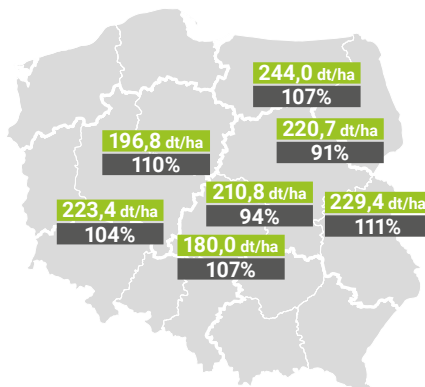 244,0 dt/ha
107%
220,7 dt/ha
91%
196,8 dt/ha
110%
210,8 dt/ha
94%
229,4 dt/ha
111%
223,4 dt/ha
104%
180,0 dt/ha
107%